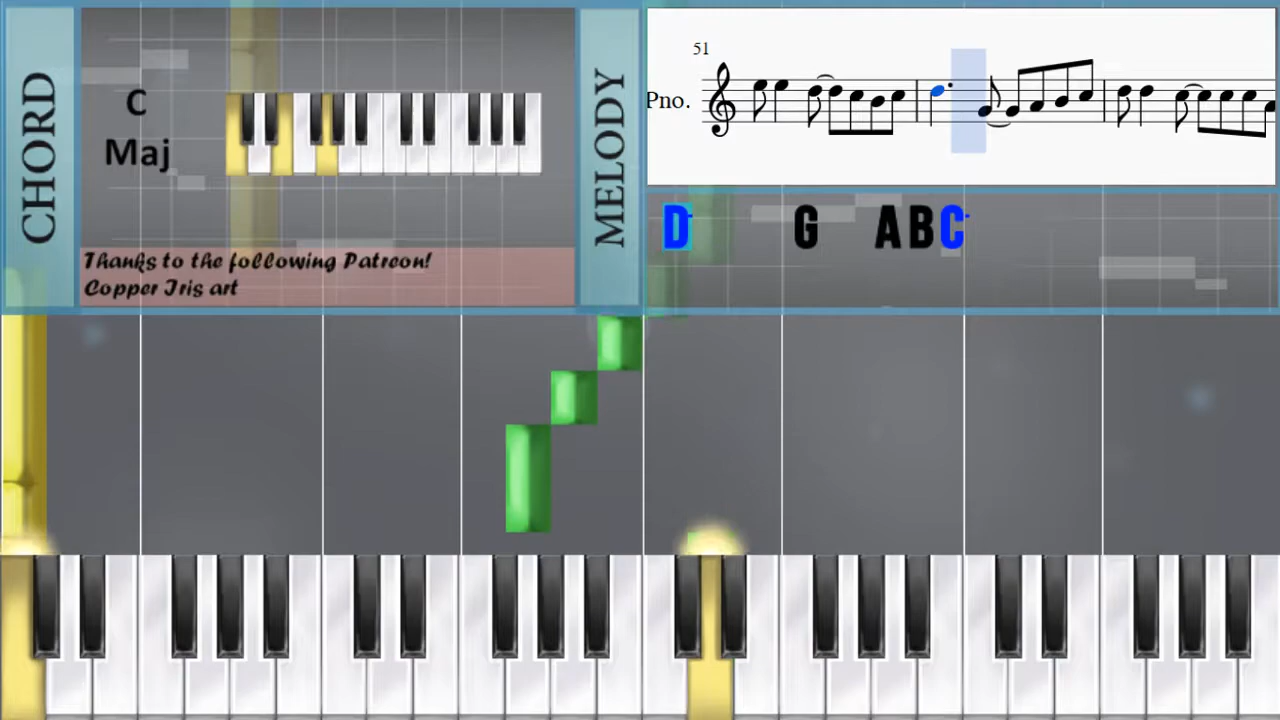 CHORD
C
Maj
Thanks to the following Patreon!
Copper Iris art
MELODY
51
Pno.
D G A B C